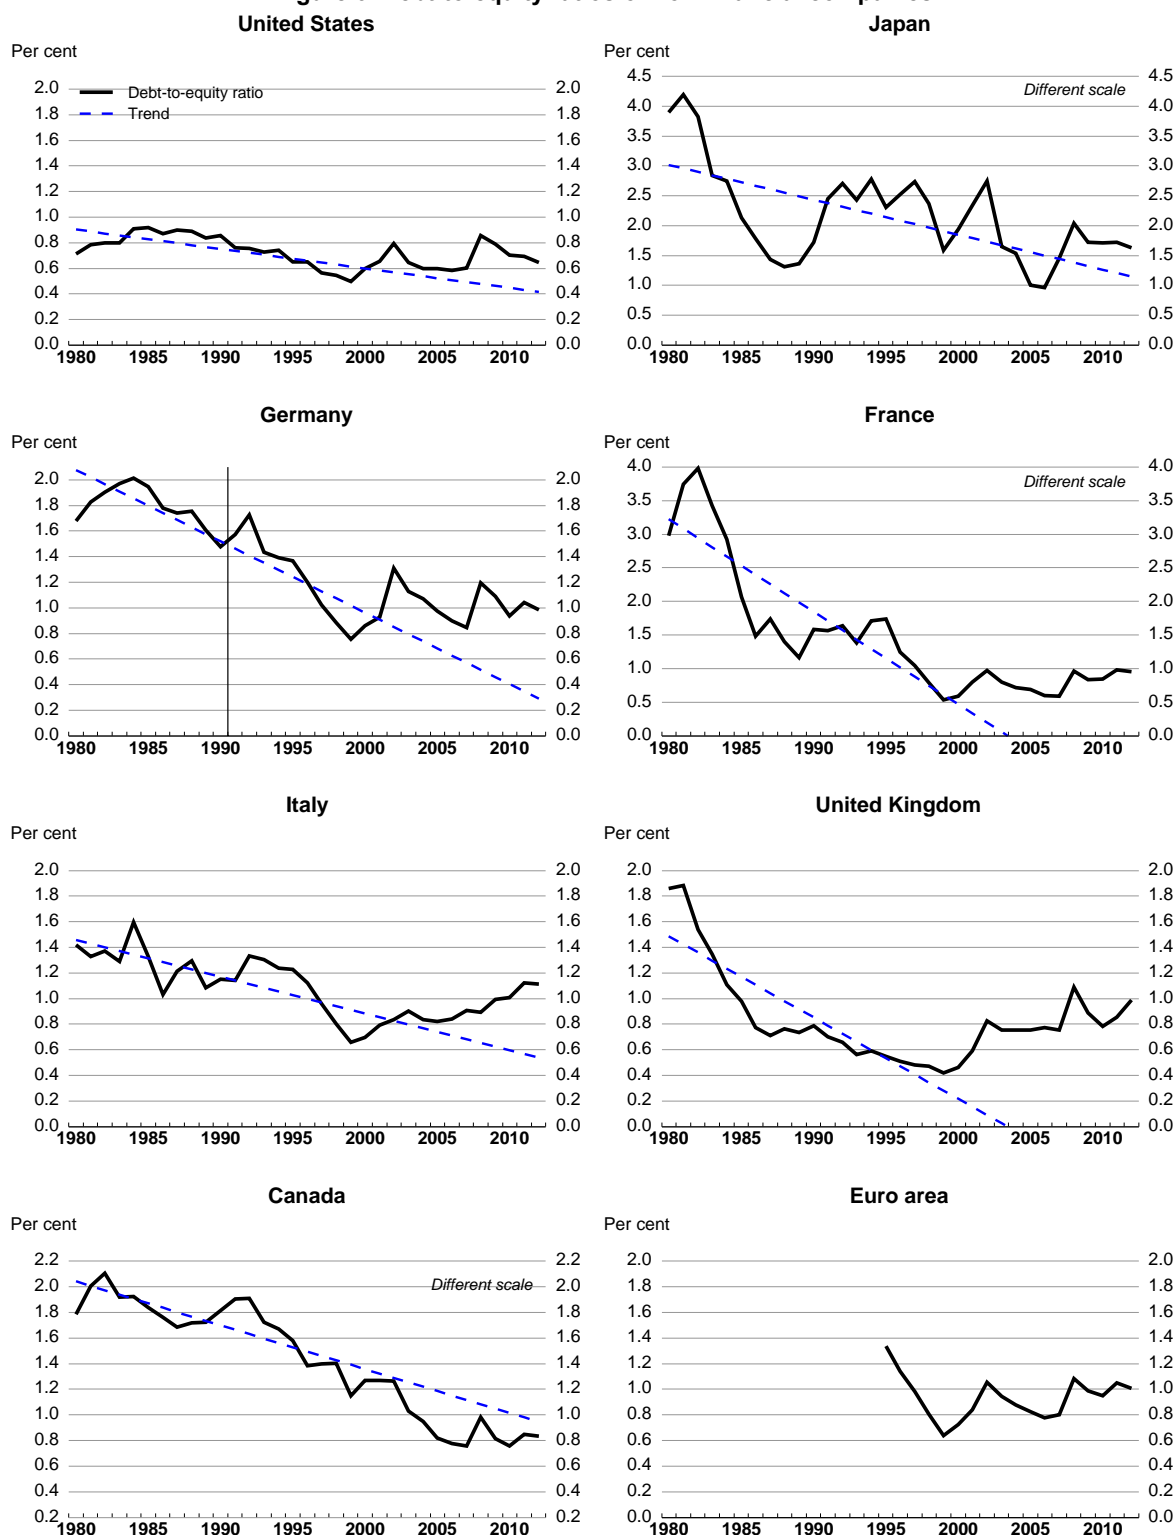 United States
Per cent
2.0 2.0
1.8 1.8
1.6 1.6
1.4 1.4
1.2 1.2
1.0 1.0
0.8 0.8
0.6 0.6
0.4 0.4
0.2 0.2
0.0 0.0
Debt-to-equity ratio
Trend
1980 1985 1990 1995 2000 2005 2010
Japan
Per cent
Different scale
4.5 4.5
4.0 4.0
3.5 3.5
3.0 3.0
2.5 2.5
2.0 2.0
1.5 1.5
1.0 1.0
0.5 0.5
0.0 0.0
1980 1985 1990 1995 2000 2005 2010
Germany
Per cent
2.0 2.0
1.8 1.8
1.6 1.6
1.4 1.4
1.2 1.2
1.0 1.0
0.8 0.8
0.6 0.6
0.4 0.4
0.2 0.2
0.0 0.0
1980 1985 1990 1995 2000 2005 2010
France
Per cent
Different scale
4.0 4.0
3.5 3.5
3.0 3.0
2.5 2.5
2.0 2.0
1.5 1.5
1.0 1.0
0.5 0.5
0.0 0.0
1980 1985 1990 1995 2000 2005 2010
Italy
Per cent
2.0 2.0
1.8 1.8
1.6 1.6
1.4 1.4
1.2 1.2
1.0 1.0
0.8 0.8
0.6 0.6
0.4 0.4
0.2 0.2
0.0 0.0
1980 1985 1990 1995 2000 2005 2010
United Kingdom
Per cent
2.0 2.0
1.8 1.8
1.6 1.6
1.4 1.4
1.2 1.2
1.0 1.0
0.8 0.8
0.6 0.6
0.4 0.4
0.2 0.2
0.0 0.0
1980 1985 1990 1995 2000 2005 2010
Canada
Per cent
Different scale
2.2 2.2
2.0 2.0
1.8 1.8
1.6 1.6
1.4 1.4
1.2 1.2
1.0 1.0
0.8 0.8
0.6 0.6
0.4 0.4
0.2 0.2
1980 1985 1990 1995 2000 2005 2010
Euro area
Per cent
2.0 2.0
1.8 1.8
1.6 1.6
1.4 1.4
1.2 1.2
1.0 1.0
0.8 0.8
0.6 0.6
0.4 0.4
0.2 0.2
0.0 0.0
1980 1985 1990 1995 2000 2005 2010